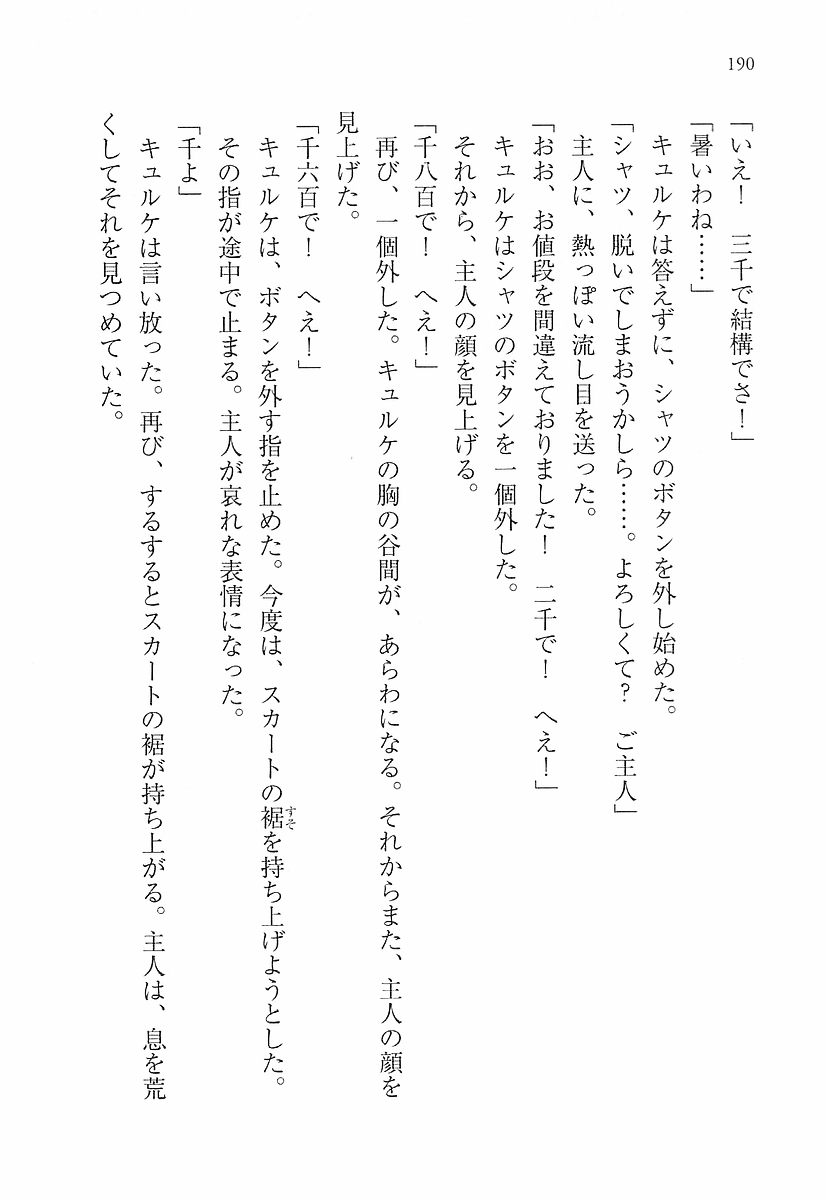 190
「いえ！　三千で結構でさ！」
「暑いわね……」
　キュルケは答えずに、シャツのボタンを外し始めた。
「シャツ、脱いでしまおうかしら……。よろしくて？　ご主人」
　主人に、熱っぽい流し目を送った。
「おお、お値段を間違えておりました！　二千で！　へえ！」
　キュルケはシャツのボタンを一個外した。
　それから、主人の顔を見上げる。
「千八百で！　へえ！」
　再び、一個外した。キュルケの胸の谷間が、あらわになる。それからまた、主人の顔を
見上げた。
「千六百で！　へえ！」
　キュルケは、ボタンを外す指を止めた。今度は、スカートの裾すそを持ち上げようとした。
　その指が途中で止まる。主人が哀れな表情になった。
「千よ」
　キュルケは言い放った。再び、するするとスカートの裾が持ち上がる。主人は、息を荒
くしてそれを見つめていた。